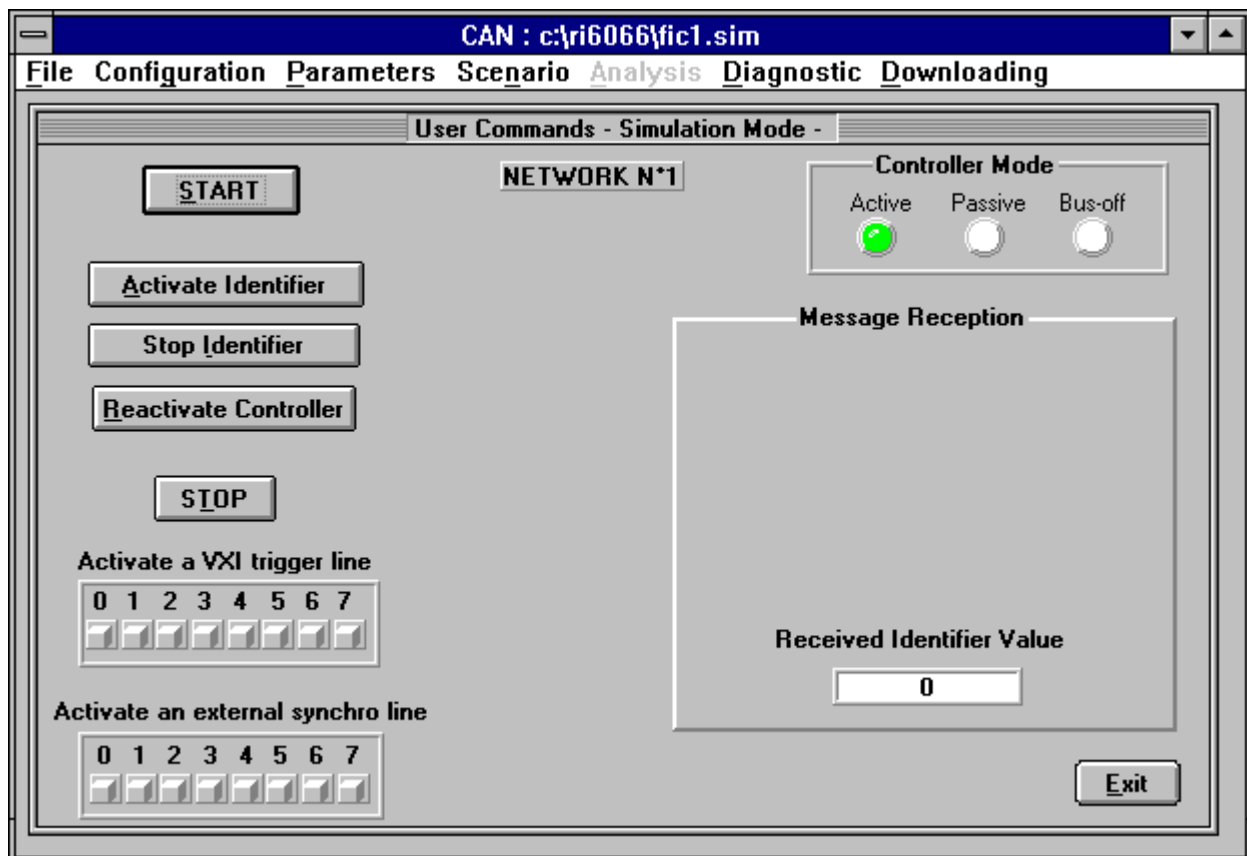 CAN : c:\ri6066\fic1.sim
File Configuration Parameters Scenario Analysis Diagnostic Downloading
User Commands - Simulation Mode -
START
NETWORK N°1
Controller Mode
Active Passive Bus-off
Activate Identifier
Stop Identifier
Reactivate Controller
STOP
Activate a VXI trigger line
0 1 2 3 4 5 6 7
Activate an external synchro line
0 1 2 3 4 5 6 7
Message Reception
Received Identifier Value
0
Exit